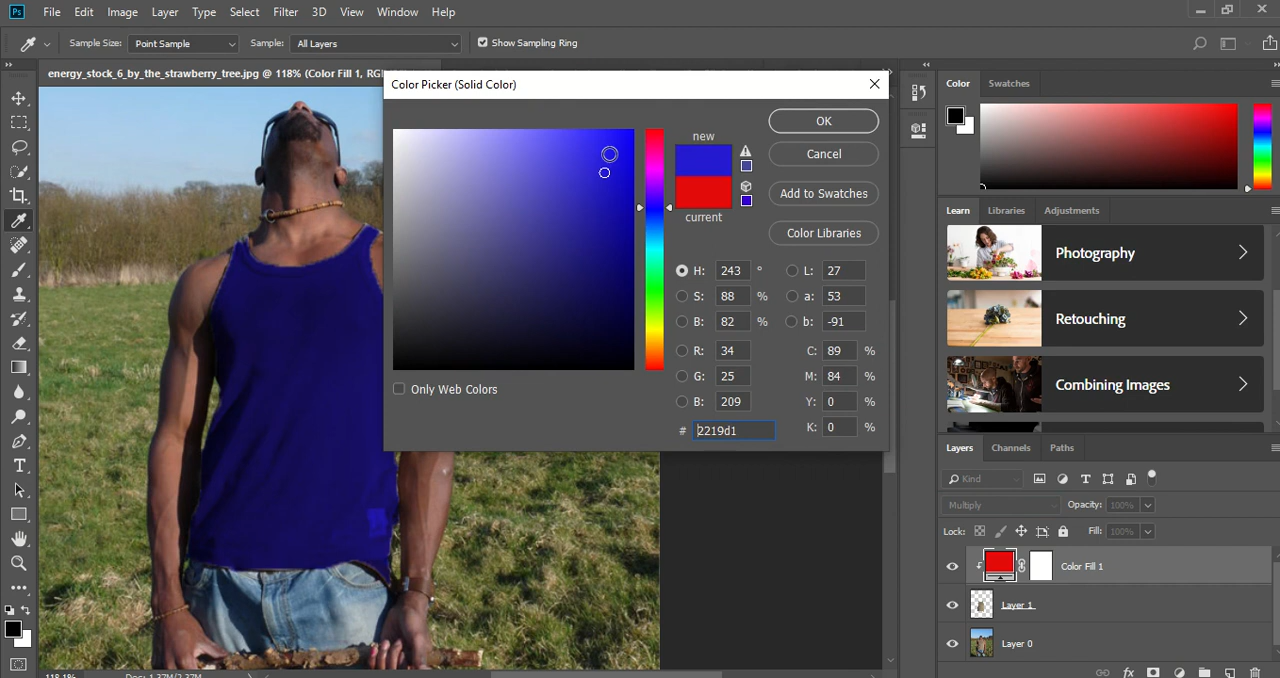 Ps File Edit Image Layer Type Select Filter 3D View Window Help
Sample Size: Point Sample Sample: All Layers Show Sampling Ring
energy_stock_6_by_the_strawberry_tree.jpg @ 118% (Color Fill 1, RG
Color Picker (Solid Color)
new
current
OK
Cancel
Add to Swatches
Color Libraries
H: 243 °
S: 88 %
B: 82 %
R: 34
G: 25
B: 209
# 2219d1
L: 27
a: 53
b: -91
C: 89 %
M: 84 %
Y: 0 %
K: 0 %
Only Web Colors
Color Swatches
Learn Libraries Adjustments
Photography
Retouching
Combining Images
Layers Channels Paths
Kind
Multiply Opacity: 100%
Lock: Fill: 100%
Color Fill 1
Layer 1
Layer 0